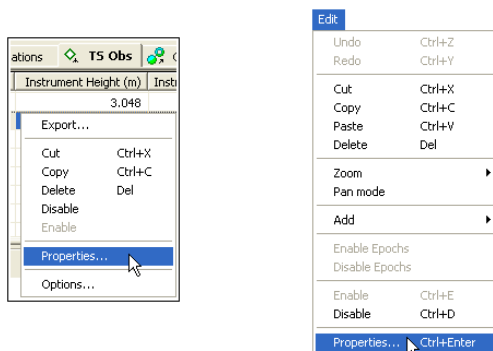 ations TS Obs
Instrument Height (m) Inst
3.048
Export...
Cut Ctrl+X
Copy Ctrl+C
Delete Del
Disable
Enable
Properties...
Options...
Edit
Undo Ctrl+Z
Redo Ctrl+Y
Cut Ctrl+X
Copy Ctrl+C
Paste Ctrl+V
Delete Del
Zoom
Pan mode
Add
Enable Epochs
Disable Epochs
Enable Ctrl+E
Disable Ctrl+D
Properties... Ctrl+Enter